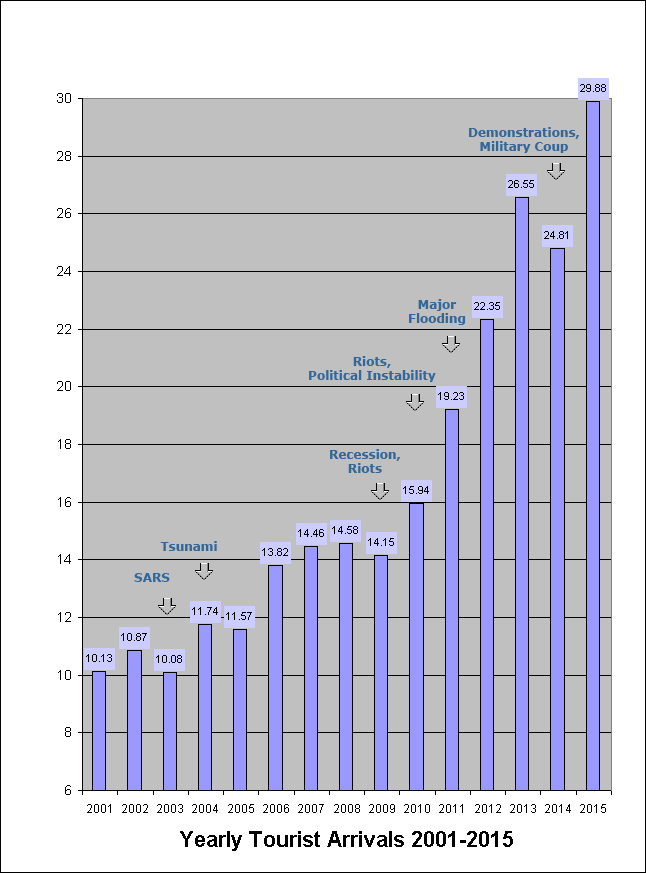 30
28
26
24
22
20
18
16
14
12
10
8
6
29.88
Demonstrations,
Military Coup
26.55
24.81
Major
Flooding
22.35
Riots,
Political Instability
19.23
Recession,
Riots
15.94
Tsunami
SARS
10.13
10.87
10.08
11.74
11.57
13.82
14.46
14.58
14.15
2001 2002 2003 2004 2005 2006 2007 2008 2009 2010 2011 2012 2013 2014 2015
Yearly Tourist Arrivals 2001-2015